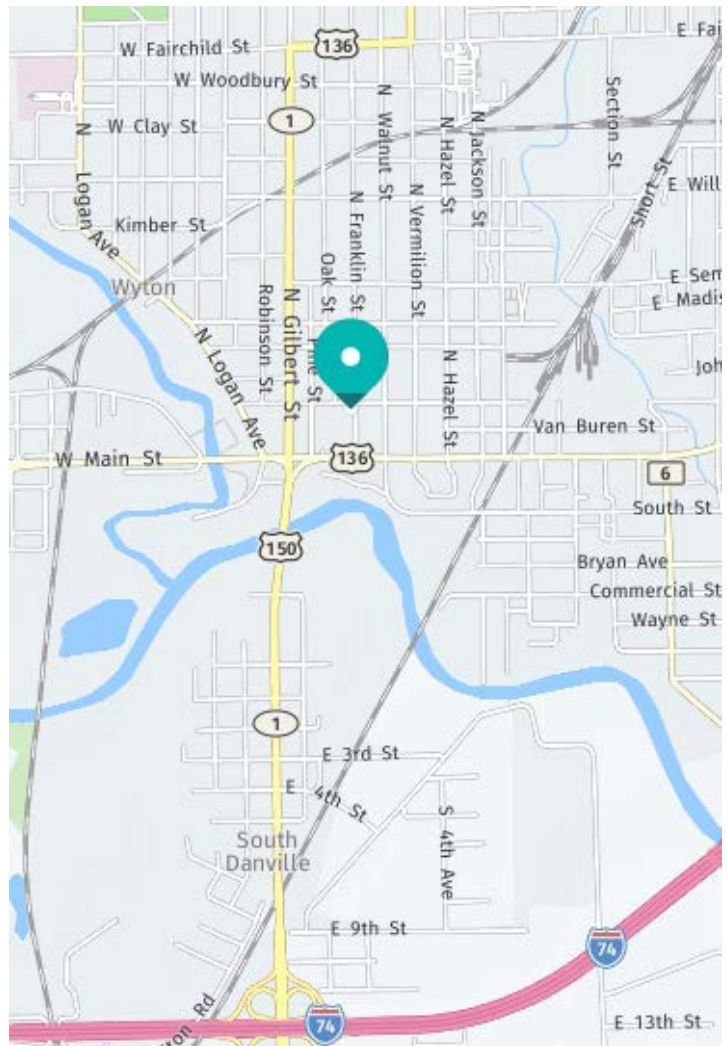 136
E Fai
W Fairchild St
W Woodbury St
1
W Clay St
N Logan Ave
N Walnut St
N Hazel St
N Jackson St
Section St
Short St
E Will
N Franklin St
N Vermilion St
Kimber St
Oak St
E Sem
E Madis
Wyton
Robinson St
N Gilbert St
N Logan Ave
Pine St
N Hazel St
Joh
Van Buren St
W Main St
136
6
South St
150
Bryan Ave
Commercial St
Wayne St
1
E 3rd St
E 4th St
S 4th Ave
South
Danville
E 9th St
74
74
E 13th St
ton Rd